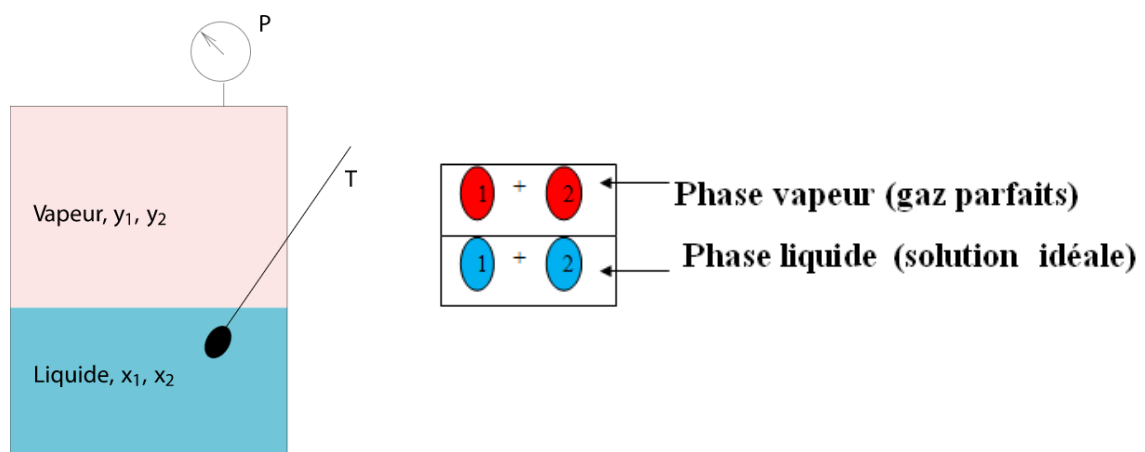 P
T
Vapeur, y₁, y₂
Liquide, x₁, x₂
1 + 2
Phase vapeur (gaz parfaits)
1 + 2
Phase liquide (solution idéale)